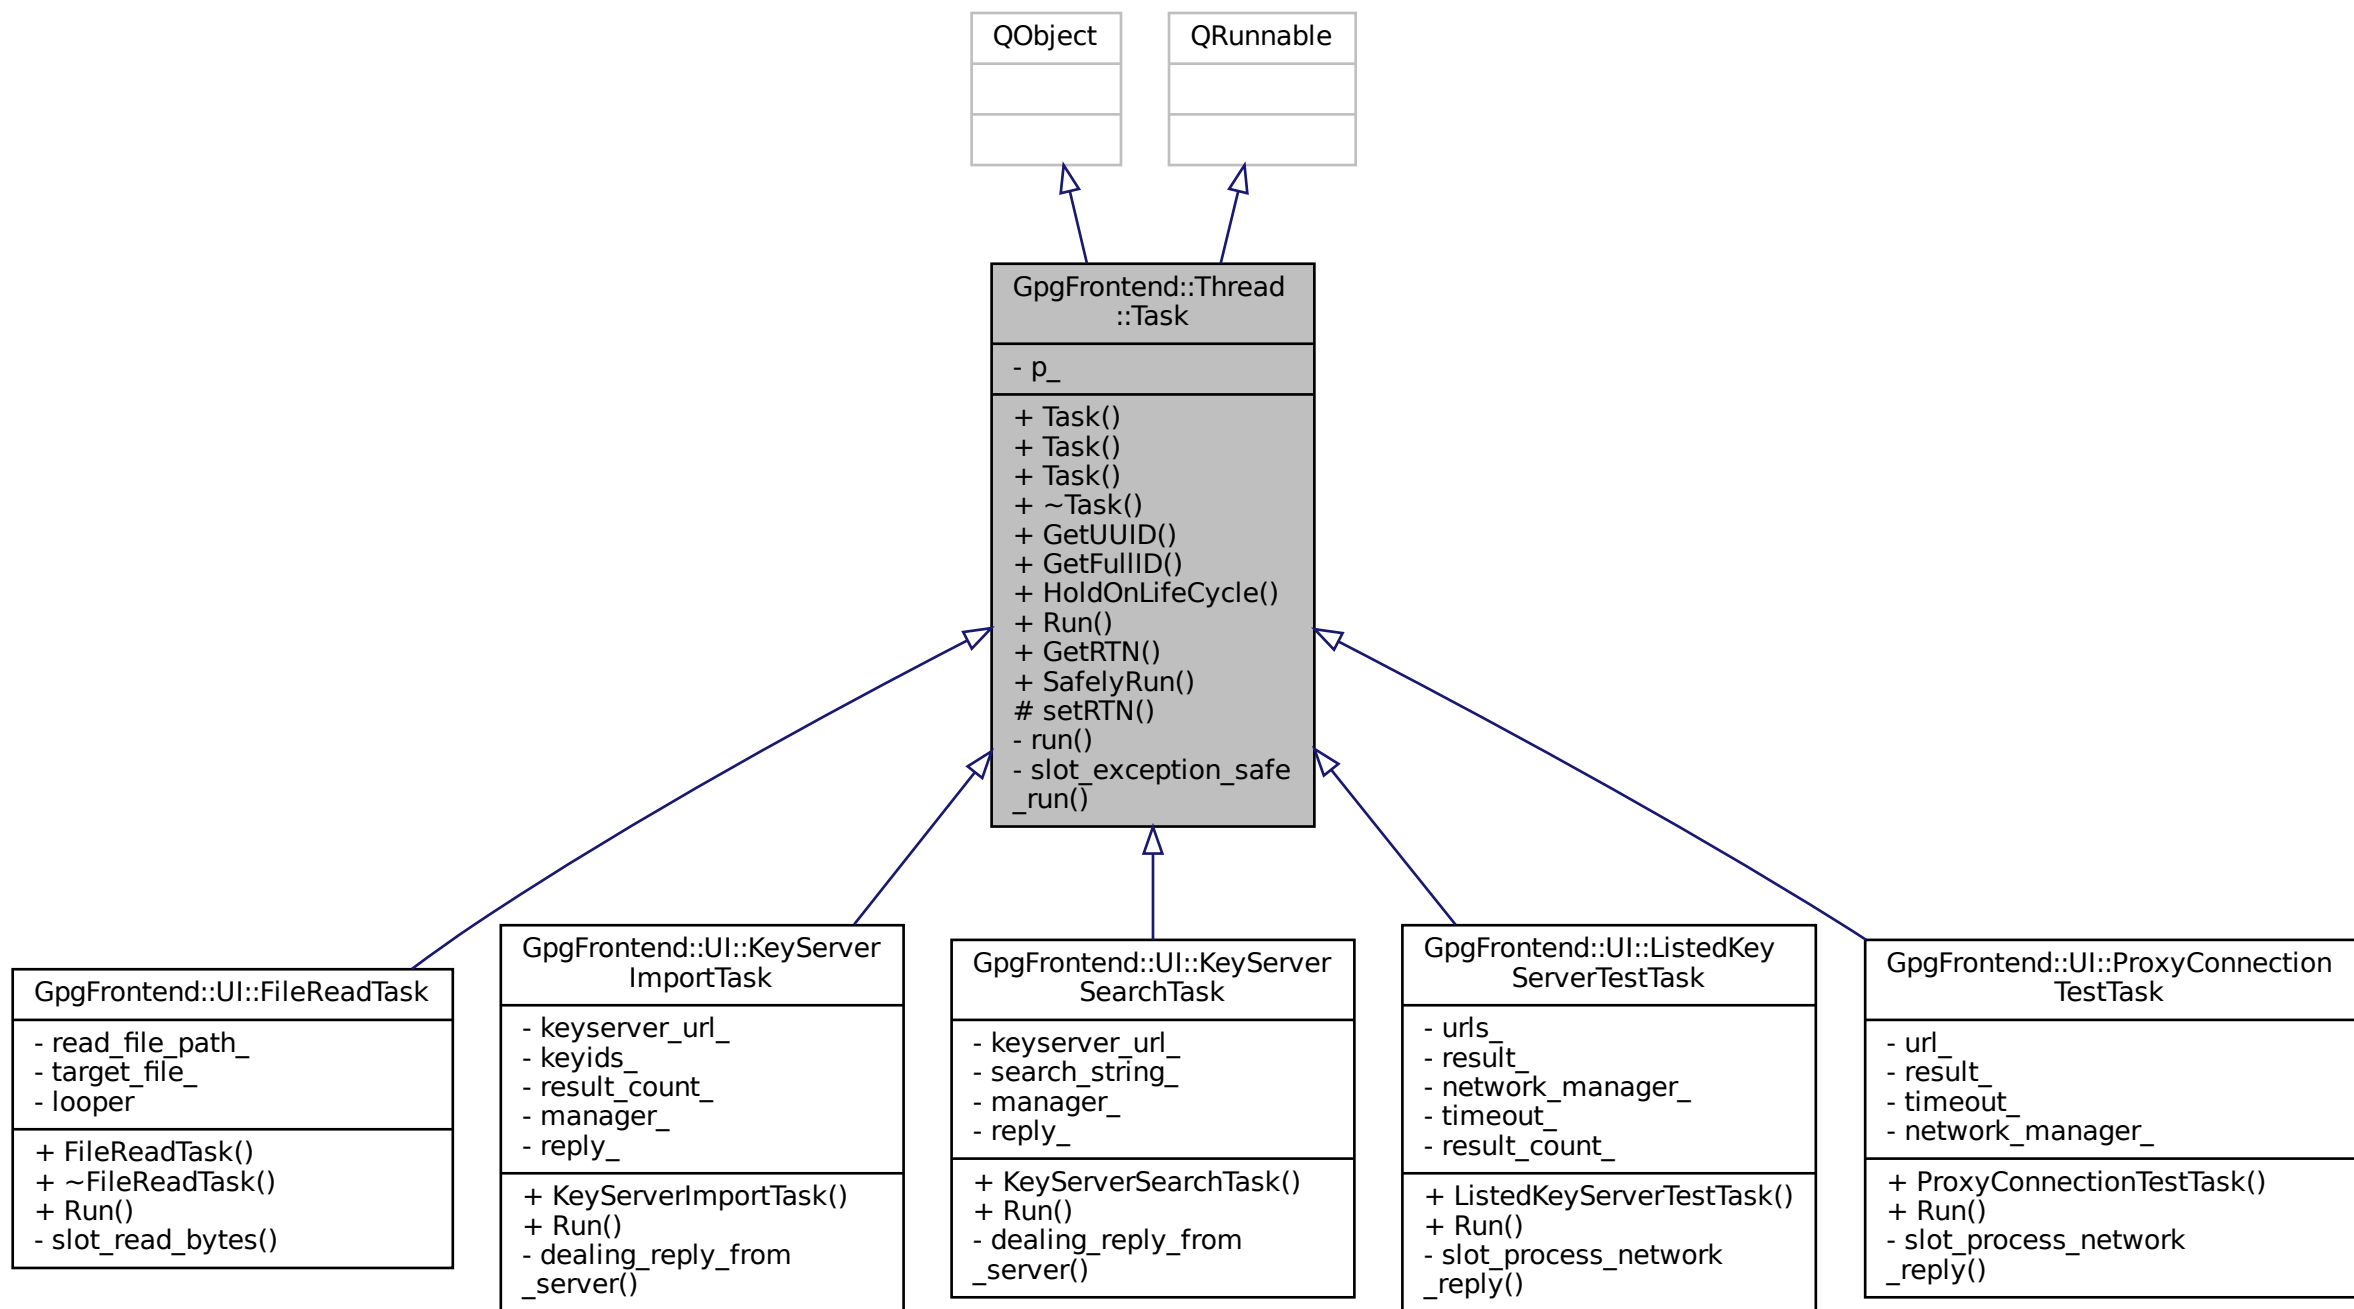 QObject
QRunnable
GpgFrontend::Thread
::Task
- p_
+ Task()
+ Task()
+ Task()
+ ~Task()
+ GetUUID()
+ GetFullID()
+ HoldOnLifeCycle()
+ Run()
+ GetRTN()
+ SafelyRun()
# setRTN()
- run()
- slot_exception_safe
_run()
GpgFrontend::UI::FileReadTask
- read_file_path_
- target_file_
- looper
+ FileReadTask()
+ ~FileReadTask()
+ Run()
- slot_read_bytes()
GpgFrontend::UI::KeyServer
ImportTask
- keyserver_url_
- keyids_
- result_count_
- manager_
- reply_
+ KeyServerImportTask()
+ Run()
- dealing_reply_from
_server()
GpgFrontend::UI::KeyServer
SearchTask
- keyserver_url_
- search_string_
- manager_
- reply_
+ KeyServerSearchTask()
+ Run()
- dealing_reply_from
_server()
GpgFrontend::UI::ListedKey
ServerTestTask
- urls_
- result_
- network_manager_
- timeout_
- result_count_
+ ListedKeyServerTestTask()
+ Run()
- slot_process_network
_reply()
GpgFrontend::UI::ProxyConnection
TestTask
- url_
- result_
- timeout_
- network_manager_
+ ProxyConnectionTestTask()
+ Run()
- slot_process_network
_reply()